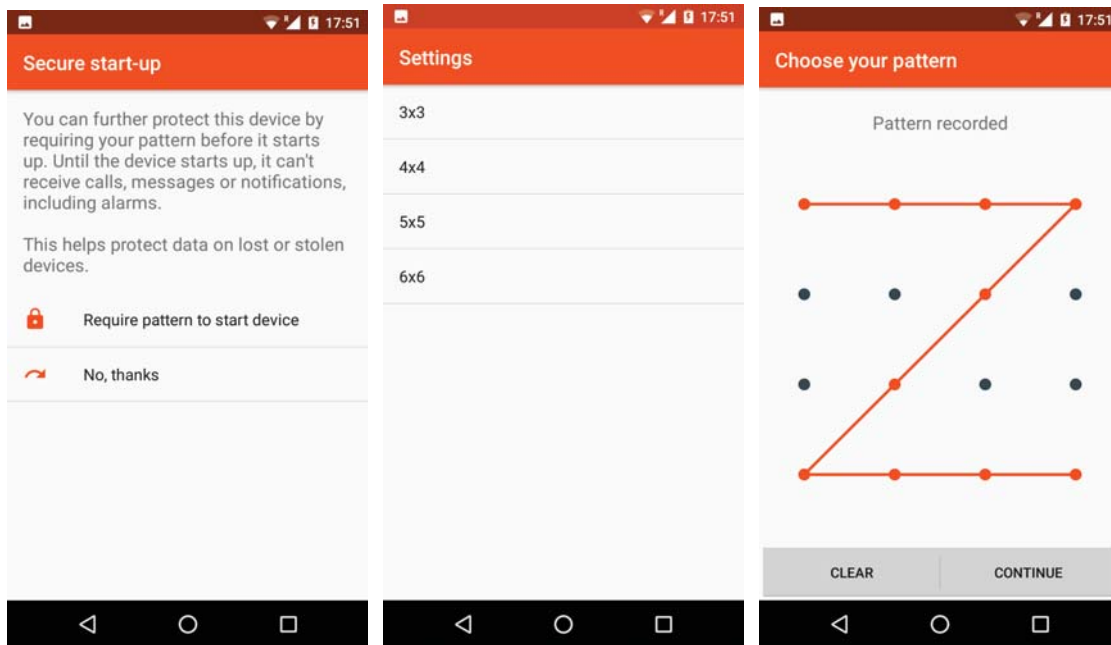 17:51
Secure start-up
You can further protect this device by
requiring your pattern before it starts
up. Until the device starts up, it can't
receive calls, messages or notifications,
including alarms.
This helps protect data on lost or stolen
devices.
Require pattern to start device
No, thanks
17:51
Settings
3x3
4x4
5x5
6x6
17:51
Choose your pattern
Pattern recorded
CLEAR
CONTINUE